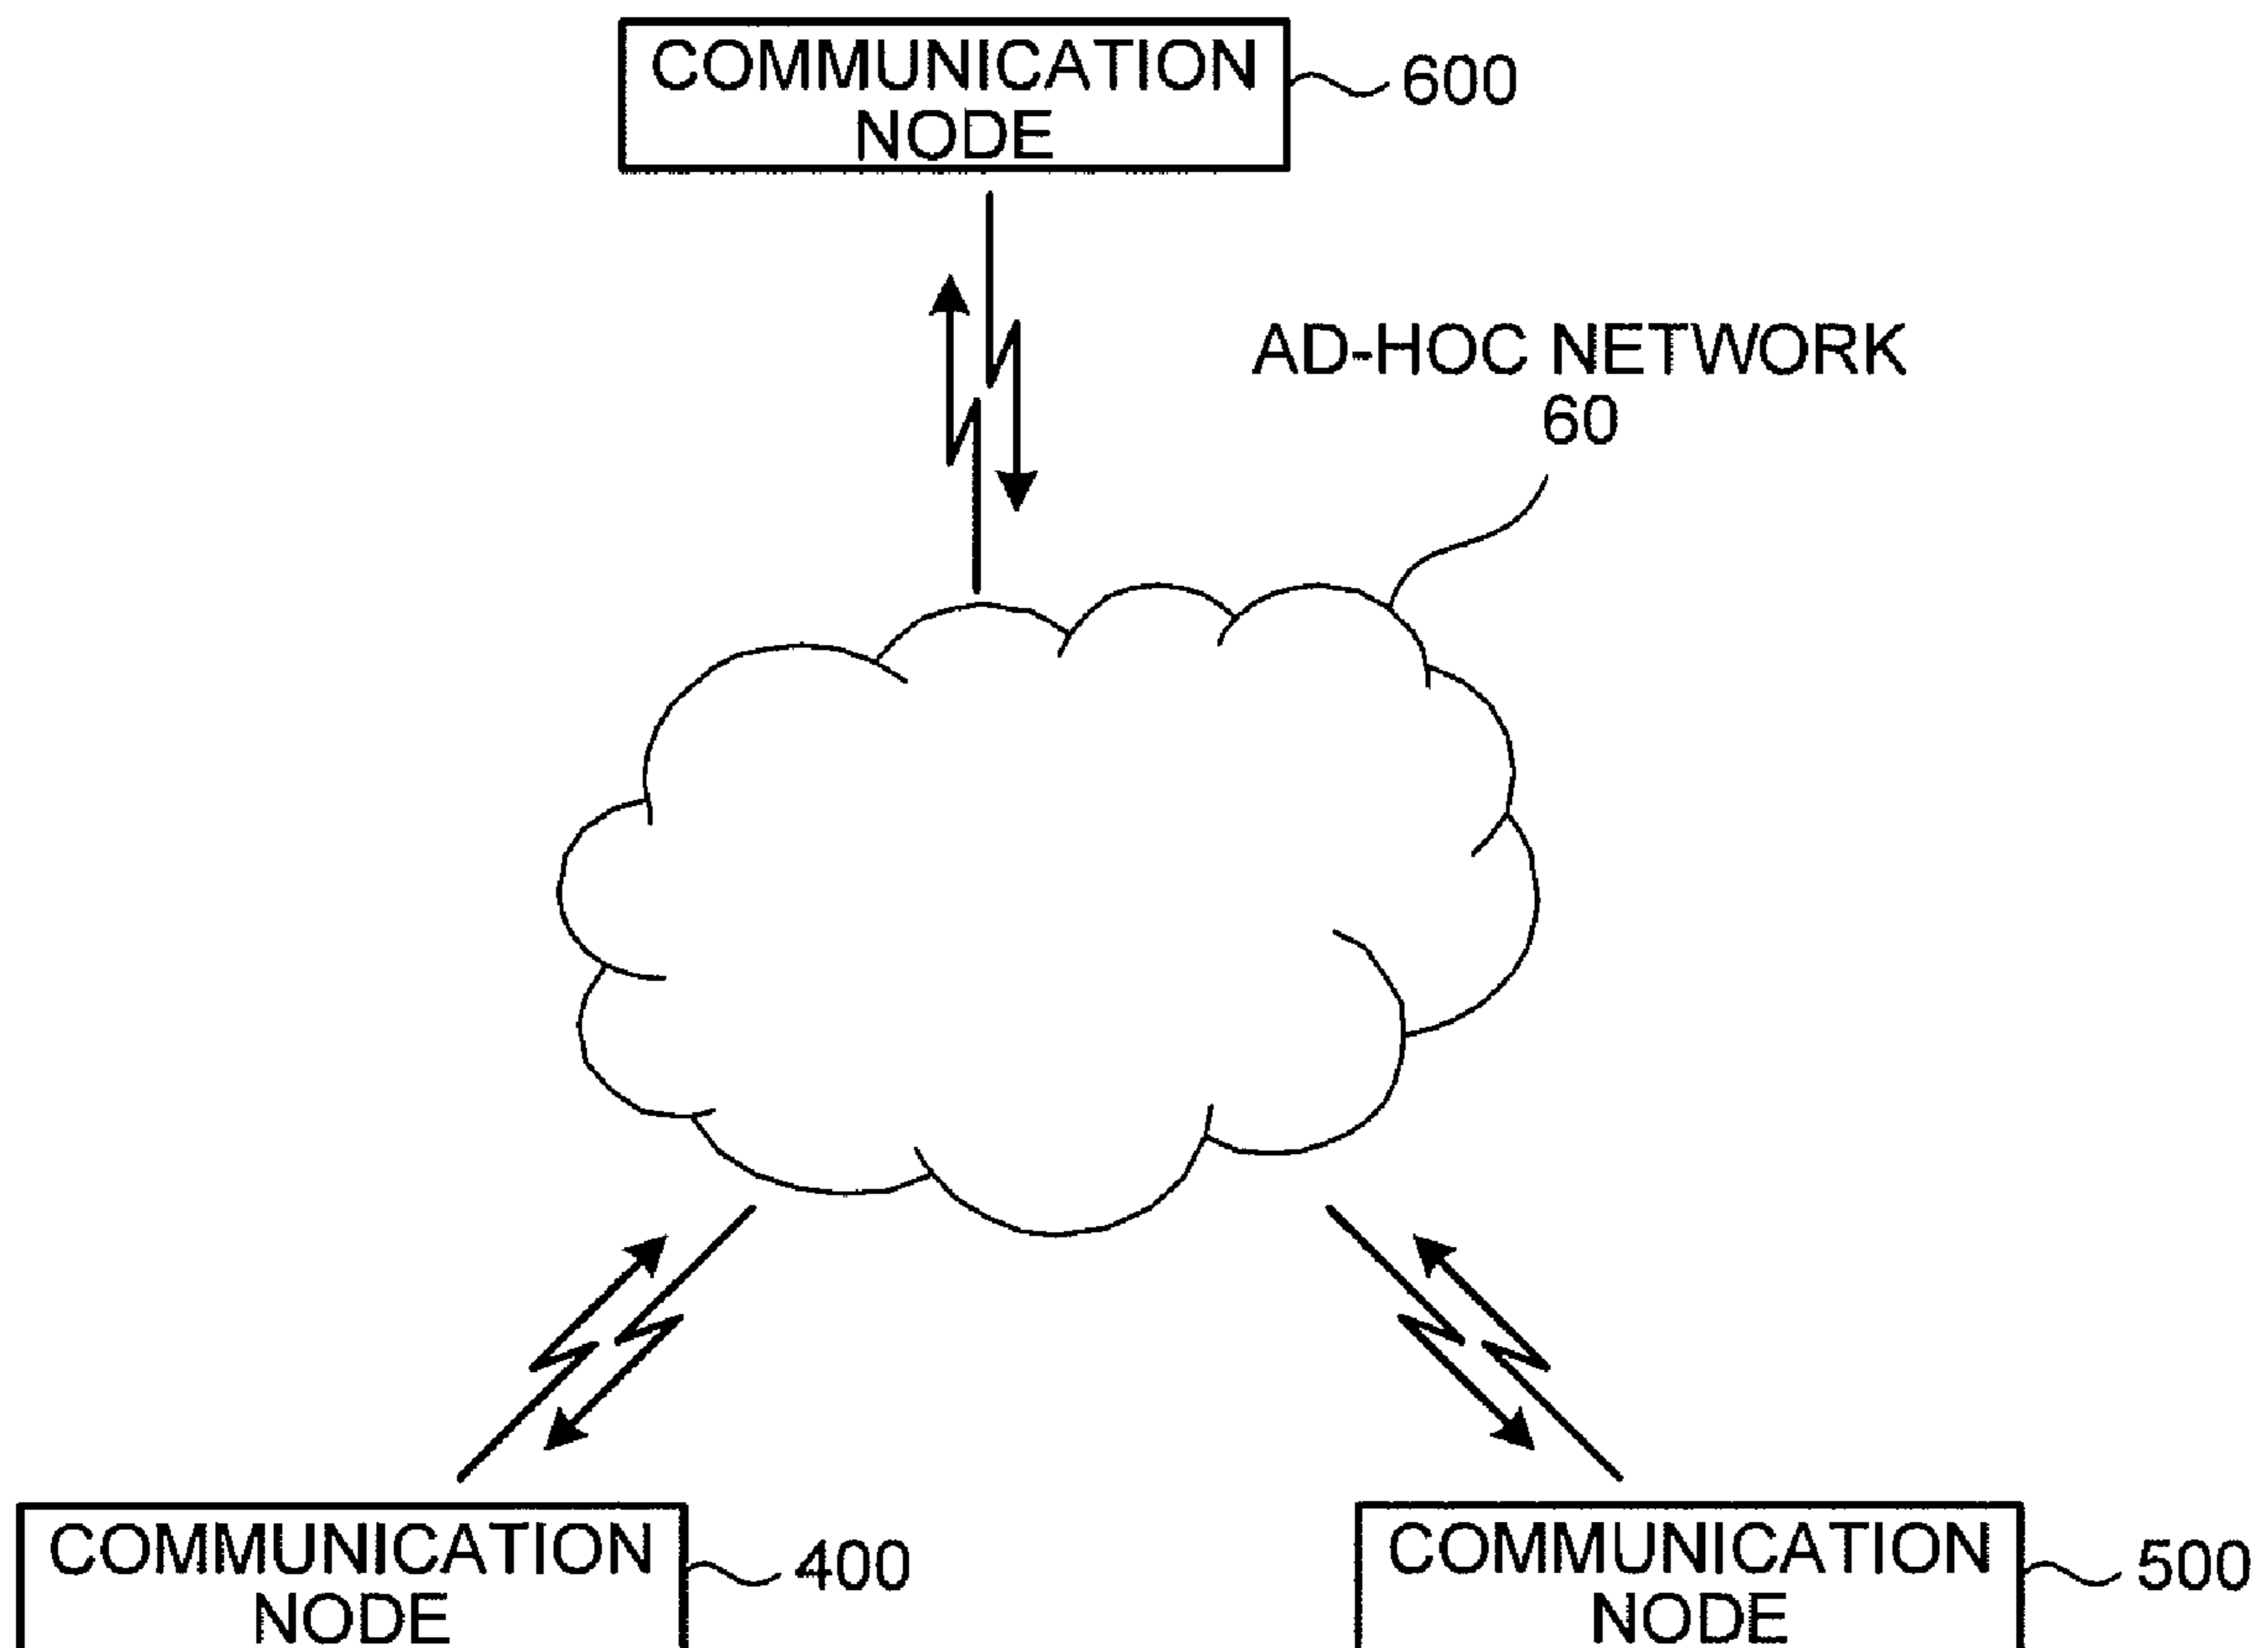 COMMUNICATION
NODE
600
AD-HOC NETWORK
60
COMMUNICATION
NODE
400
COMMUNICATION
NODE
500